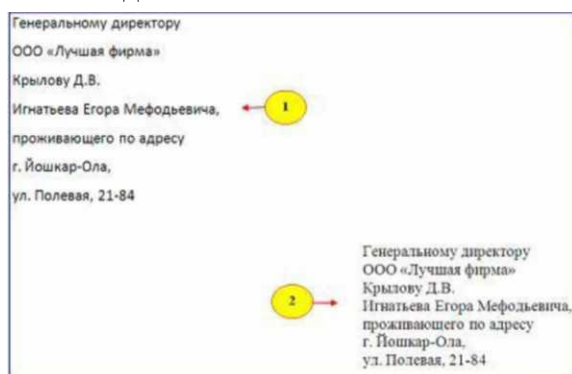 Генеральному директору
ООО «Лучшая фирма»
Крылову Д.В.
Игнатьева Егора Мефодьевича,
1
проживающего по адресу
г. Йошкар-Ола,
ул. Полевая, 21-84
2
Генеральному директору
ООО «Лучшая фирма»
Крылову Д.В.
Игнатьева Егора Мефодьевича,
проживающего по адресу
г. Йошкар-Ола,
ул. Полевая, 21-84